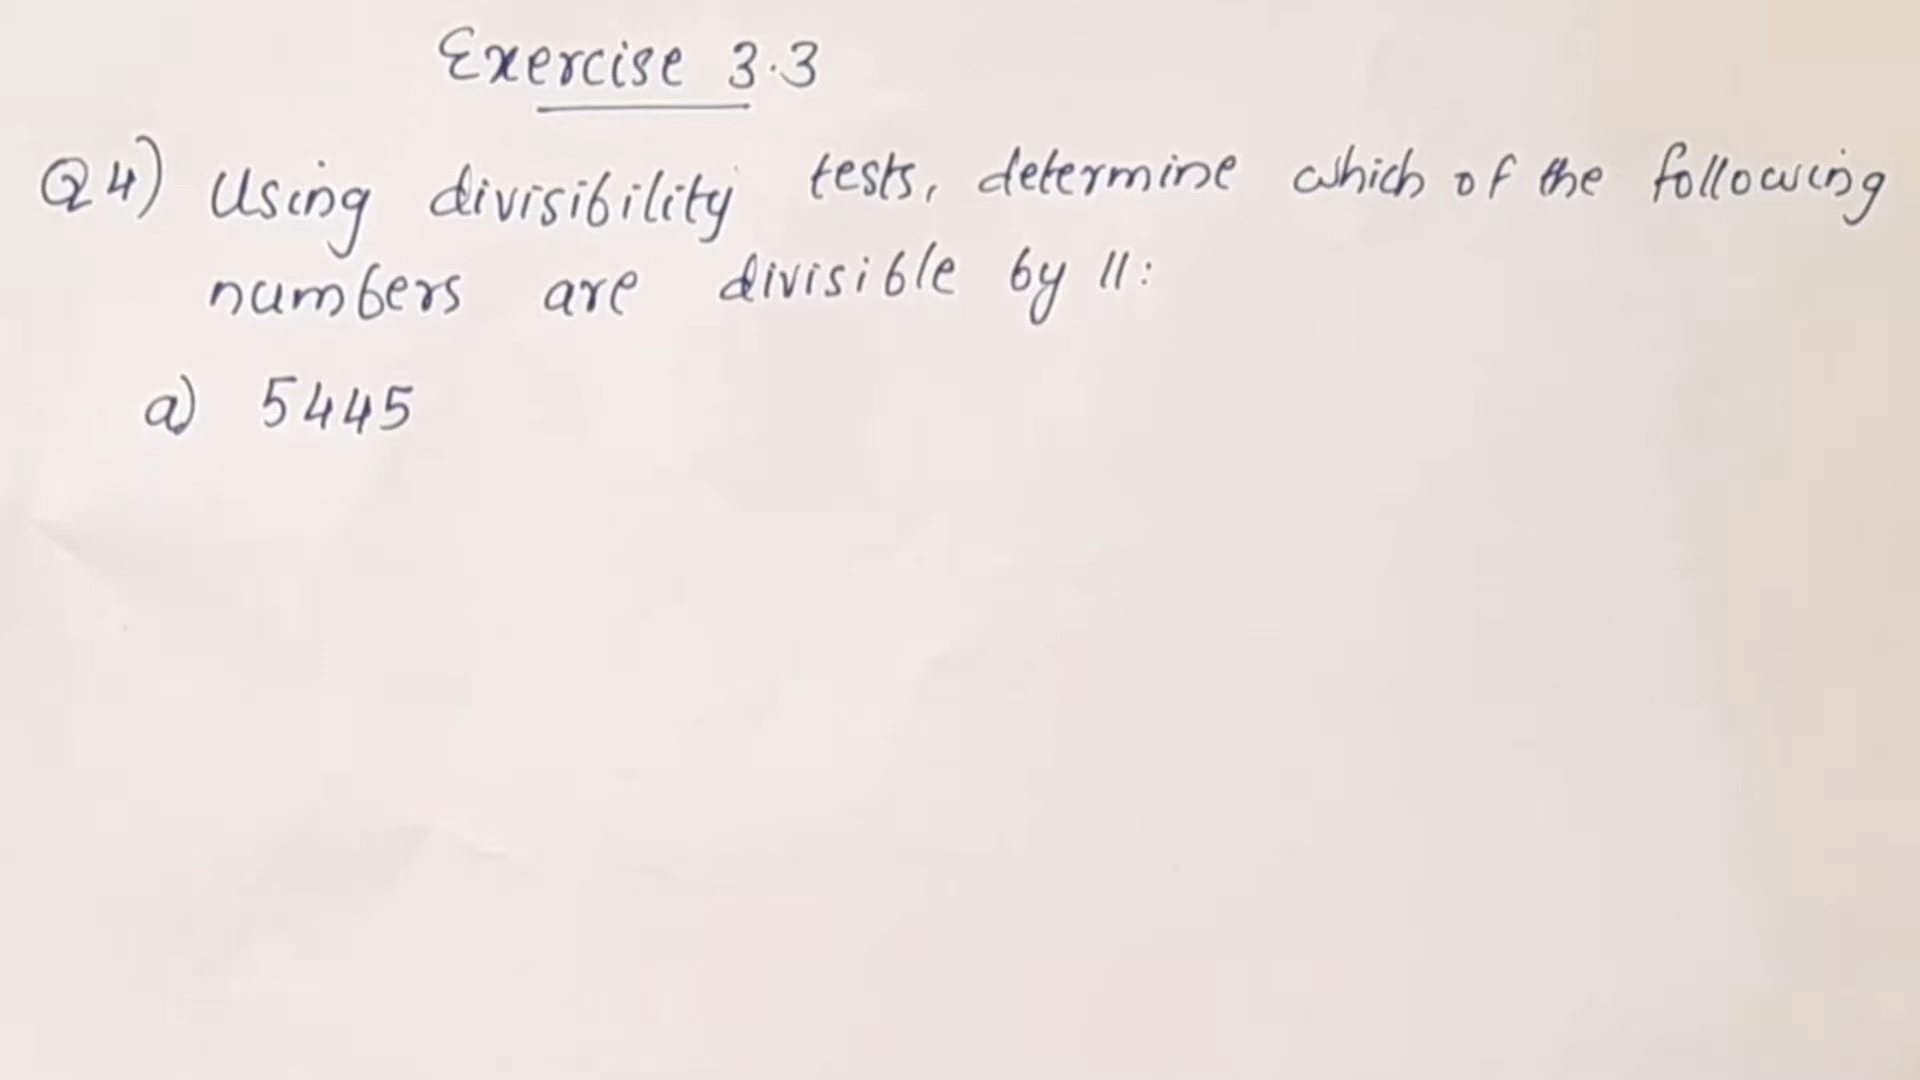 Exercise 3.3
Q4) Using divisibility tests, determine which of the following
numbers are divisible by 11:
a) 5445